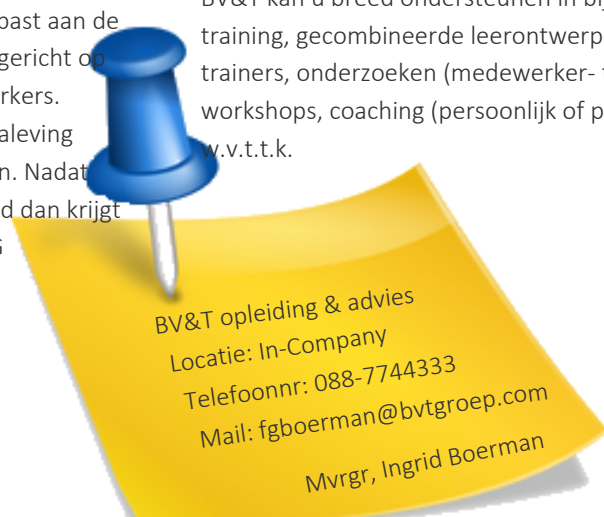 past aan de
gericht op
rkers.
aleving
n. Nadat
d dan krijgt
BV&T kan u breed ondersteunen in
training, gecombineerde leerontwerp
trainers, onderzoeken (medewerker-
workshops, coaching (persoonlijk of
w.v.t.t.k.
BV&T opleiding & advies
Locatie: In-Company
Telefoonnr: 088-7744333
Mail: fgboerman@bvtgroep.com
Mvrgr, Ingrid Boerman